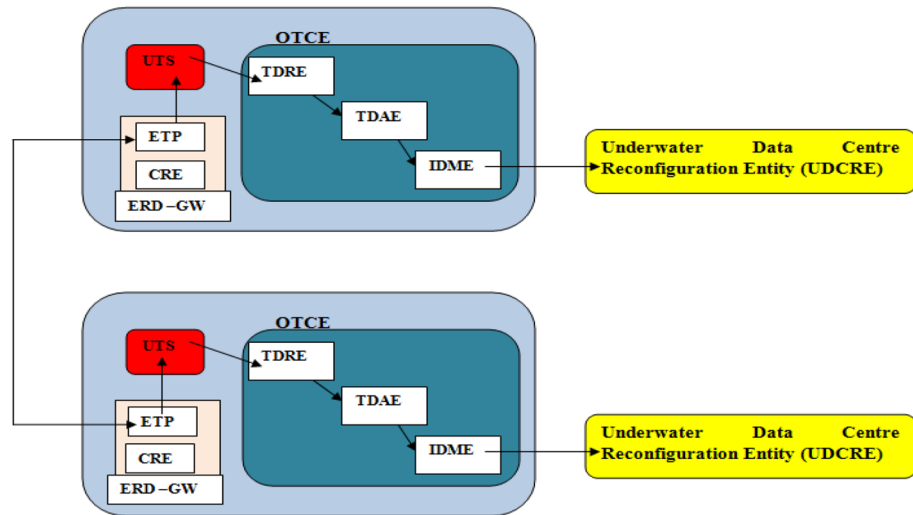 OTCE
UTS
TDRE
TDAE
ETP
IDME
CRE
ERD –GW
Underwater Data Centre
Reconfiguration Entity (UDCRE)
OTCE
UTS
TDRE
TDAE
ETP
IDME
CRE
ERD –GW
Underwater Data Centre
Reconfiguration Entity (UDCRE)